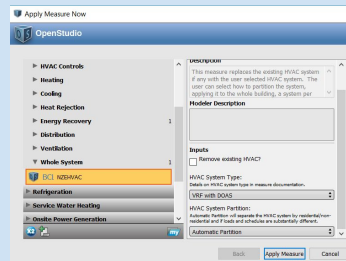 Apply Measure Now
OpenStudio
HVAC Controls
Heating
Cooling
Heat Rejection
Energy Recovery 1
Distribution
Ventilation
Whole System 1
BCL NZEHVAC
Refrigeration
Service Water Heating
Onsite Power Generation
my
Description
This measure replaces the existing HVAC system
if any with the user selected HVAC system. The
user can select how to partition the system,
applying it to the whole building, a system per
Modeler Description
Inputs
Remove existing HVAC?
HVAC System Type:
Details on HVAC system type in measure documentation.
VRF with DOAS
HVAC System Partition:
Automatic Partition will separate the HVAC system by residential/non-
residential and if loads and schedules are substantially different.
Automatic Partition
Back Apply Measure Cancel